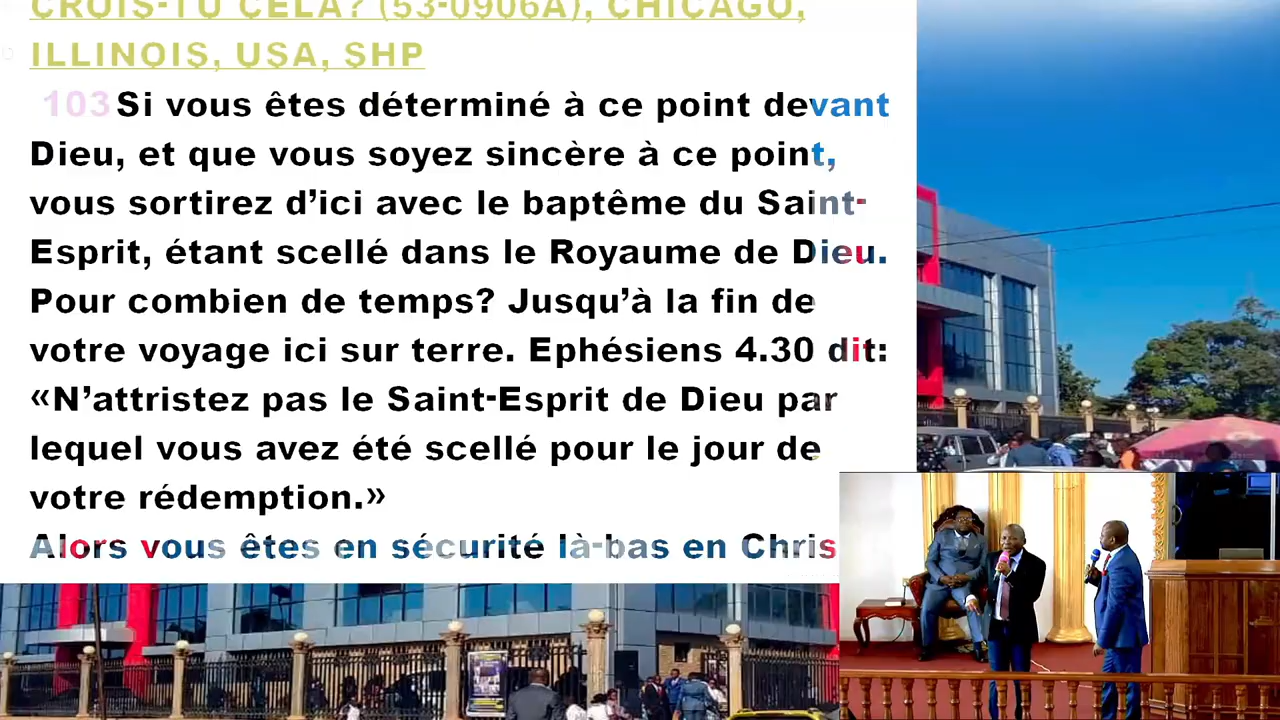 CROIS-TU CELA? (53-0906A), CHICAGO,
ILLINOIS, USA, SHP
103 Si vous êtes déterminé à ce point devant
Dieu, et que vous soyez sincère à ce point,
vous sortirez d’ici avec le baptême du Saint-
Esprit, étant scellé dans le Royaume de Dieu.
Pour combien de temps? Jusqu’à la fin de
votre voyage ici sur terre. Ephésiens 4.30 dit:
«N’attristez pas le Saint-Esprit de Dieu par
lequel vous avez été scellé pour le jour de
votre rédemption.»
Alors vous êtes en sécurité là-bas en Chris